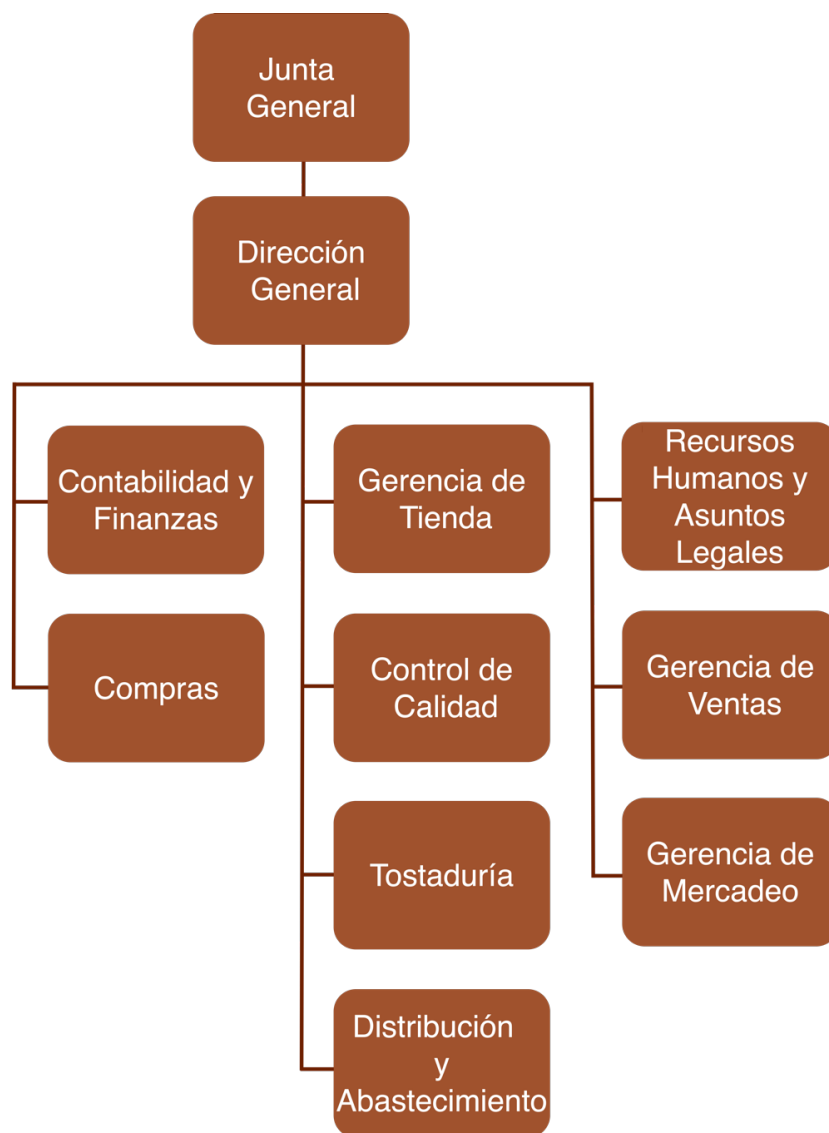 Junta
General
Dirección
General
Contabilidad y
Finanzas
Compras
Gerencia de
Tienda
Control de
Calidad
Tostaduría
Distribución
y
Abastecimiento
Recursos
Humanos y
Asuntos
Legales
Gerencia de
Ventas
Gerencia de
Mercadeo